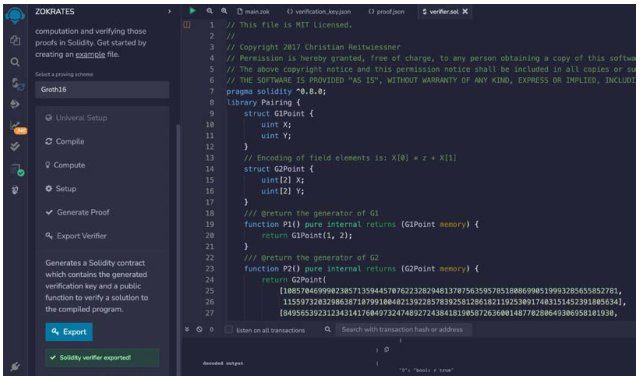 ZOKRATES
computation and verifying those
proofs in Solidity. Get started by
creating an example file.
Select a proving scheme
Groth16
Univeral Setup
Compile
Compute
Setup
Generate Proof
Export Verifier
Generates a Solidity contract
which contains the generated
verification key and a public
function to verify a solution to
the compiled program.
Export
Solidity verifier exported!
main.zok verification_key.json proof.json verifier.sol
1 // This file is MIT Licensed.
2 //
3 // Copyright 2017 Christian Reitwiessner
4 // Permission is hereby granted, free of charge, to any person obtaining a copy of this softwa
5 // The above copyright notice and this permission notice shall be included in all copies or su
6 // THE SOFTWARE IS PROVIDED "AS IS", WITHOUT WARRANTY OF ANY KIND, EXPRESS OR IMPLIED, INCLUDI
7 pragma solidity ^0.8.0;
8 library Pairing {
9 struct G1Point {
10 uint X;
11 uint Y;
12 }
13 // Encoding of field elements is: X[0] * z + X[1]
14 struct G2Point {
15 uint[2] X;
16 uint[2] Y;
17 }
18 /// @return the generator of G1
19 function P1() pure internal returns (G1Point memory) {
20 return G1Point(1, 2);
21 }
22 /// @return the generator of G2
23 function P2() pure internal returns (G2Point memory) {
24 return G2Point(
25 [10857046999023057135944570762232829481370756359578518086990519993285655852781,
26 11559732032986387107991004021392285783925812861821192530917403151452391805634],
27 [8495653923123431417604973247489272438418190587263600148770280649306958101930,
0 listen on all transactions Search with transaction hash or address
decoded output
{
"0": "bool: r true"